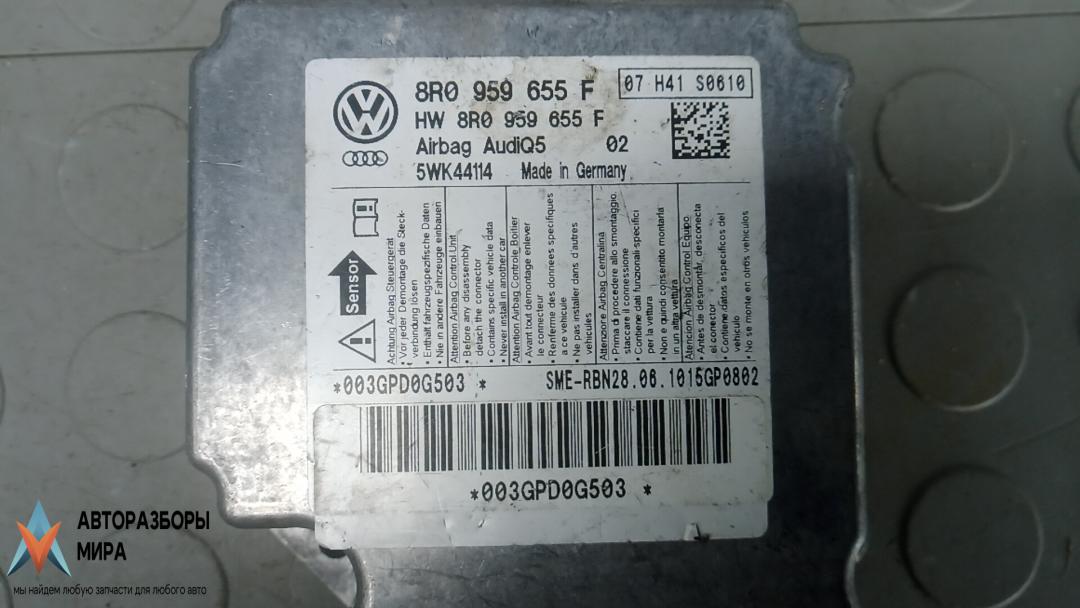 8R0 959 655 F
07 H41 S0610
HW 8R0 959 655 F
Airbag AudiQ5 02
5WK44114 Made in Germany
Sensor
Achtung Airbag Steuergerät
• Vor jeder Demontage die Steck-
verbindung lösen
• Enthält fahrzeugspezifische Daten
• Nie in andere Fahrzeuge einbauen
Attention Airbag Control Unit
• Before any disassembly
detach the connector
• Contains specific vehicle data
• Never install in another car
Attention Airbag Controle Boitier
• Avant tout demontage enlever
le connecteur
• Renferme des donnees specifiques
a ce vehicule
• Ne pas installer dans d'autres
vehicules
Attenzione Airbag Centralina
• Prima di procedere allo smontaggio,
staccare il connessione
• Contiene dati funzionali specifici
per la vettura
• Non e quindi consentito montarla
in un altra vettura
Atencion Airbag Control Equipo
• Antes de desmontar, desconecta
el conector
• Contiene datos especificos del
vehiculo
• No se monte en otros vehiculos
*003GPD0G503 * SME-RBN28.06.1015GP0802
*003GPD0G503 *
АВТОРАЗБОРЫ
МИРА
мы найдем любую запчасти для любого авто